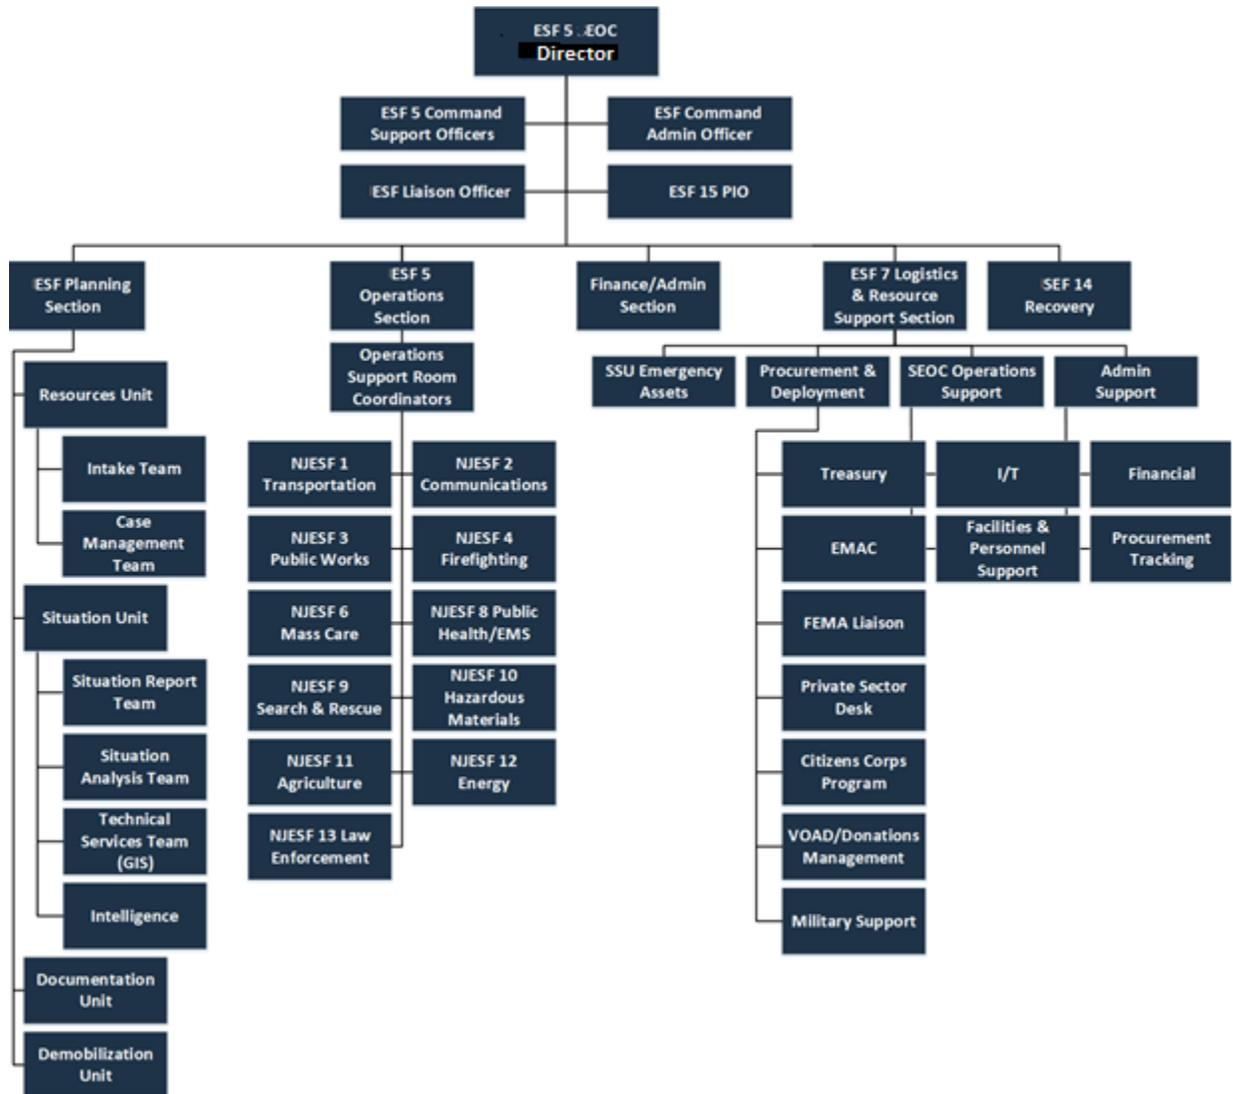 ESF 5 EOC
Director
ESF 5 Command
Support Officers
ESF Command
Admin Officer
ESF Liaison Officer
ESF 15 PIO
ESF Planning
Section
ESF 5
Operations
Section
Finance/Admin
Section
ESF 7 Logistics
& Resource
Support Section
SEF 14
Recovery
Resources Unit
Intake Team
Case
Management
Team
Situation Unit
Situation Report
Team
Situation
Analysis Team
Technical
Services Team
(GIS)
Intelligence
Documentation
Unit
Demobilization
Unit
Operations
Support Room
Coordinators
NJESF 1
Transportation
NJESF 2
Communications
NJESF 3
Public Works
NJESF 4
Firefighting
NJESF 6
Mass Care
NJESF 8 Public
Health/EMS
NJESF 9
Search & Rescue
NJESF 10
Hazardous
Materials
NJESF 11
Agriculture
NJESF 12
Energy
NJESF 13 Law
Enforcement
SSU Emergency
Assets
Procurement &
Deployment
SEOC Operations
Support
Admin
Support
Treasury
EMAC
FEMA Liaison
Private Sector
Desk
Citizens Corps
Program
VOAD/Donations
Management
Military Support
I/T
Facilities &
Personnel
Support
Financial
Procurement
Tracking